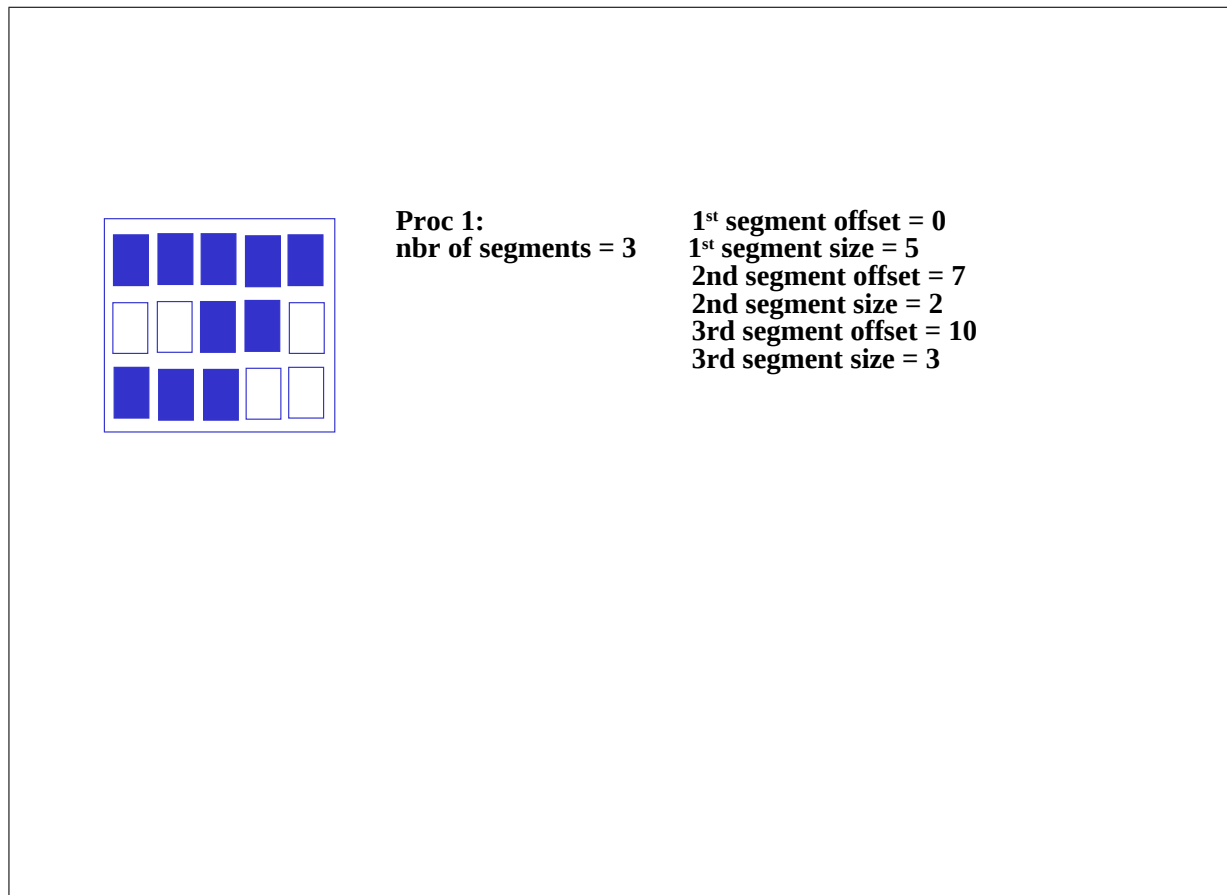 Proc 1:
nbr of segments = 3
1st segment offset = 0
1st segment size = 5
2nd segment offset = 7
2nd segment size = 2
3rd segment offset = 10
3rd segment size = 3